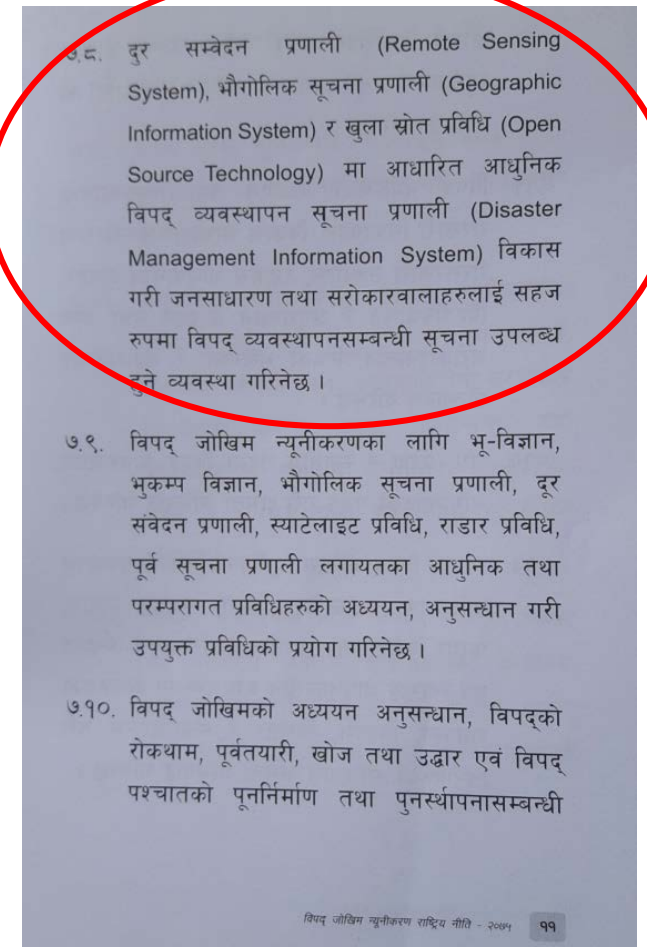 ७.८. दुर सम्वेदन प्रणाली (Remote Sensing
System), भौगोलिक सूचना प्रणाली (Geographic
Information System) र खुला स्रोत प्रविधि (Open
Source Technology) मा आधारित आधुनिक
विपद् व्यवस्थापन सूचना प्रणाली (Disaster
Management Information System) विकास
गरी जनसाधारण तथा सरोकारवालाहरुलाई सहज
रुपमा विपद् व्यवस्थापनसम्बन्धी सूचना उपलब्ध
हुने व्यवस्था गरिनेछ ।
७.९. विपद् जोखिम न्यूनीकरणका लागि भू-विज्ञान,
भुकम्प विज्ञान, भौगोलिक सूचना प्रणाली, दूर
संवेदन प्रणाली, स्याटेलाइट प्रविधि, राडार प्रविधि,
पूर्व सूचना प्रणाली लगायतका आधुनिक तथा
परम्परागत प्रविधिहरुको अध्ययन, अनुसन्धान गरी
उपयुक्त प्रविधिको प्रयोग गरिनेछ ।
७.१०. विपद् जोखिमको अध्ययन अनुसन्धान, विपद्को
रोकथाम, पूर्वतयारी, खोज तथा उद्धार एवं विपद्
पश्चातको पूनर्निर्माण तथा पुनर्स्थापनासम्बन्धी
विपद् जोखिम न्यूनीकरण राष्ट्रिय नीति - २०७५ ११